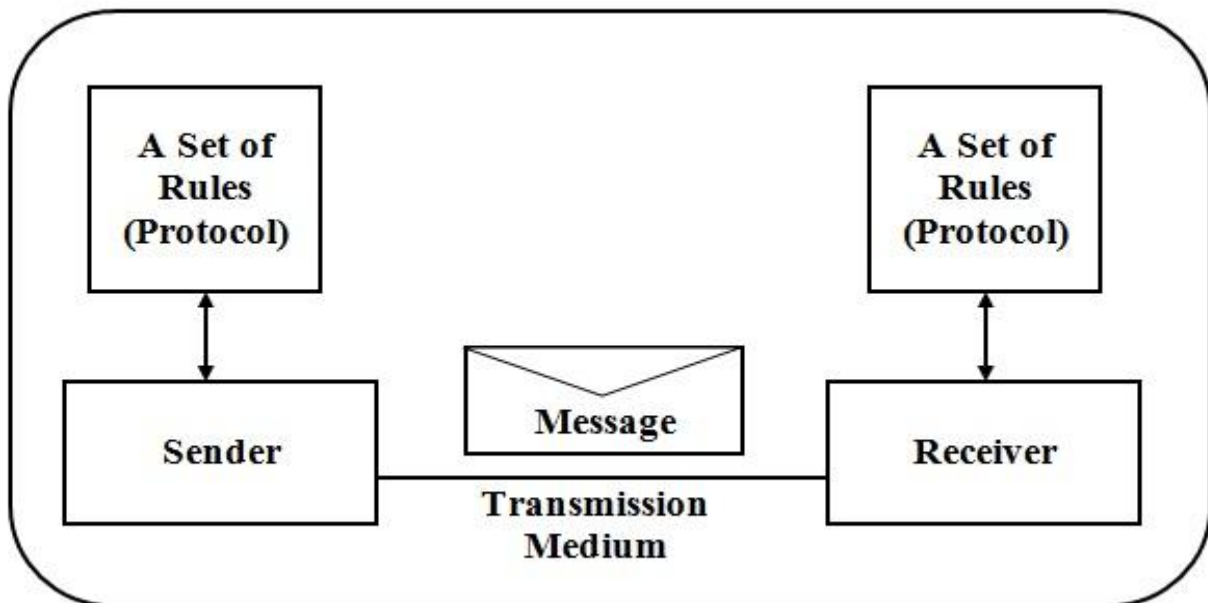 A Set of
Rules
(Protocol)
A Set of
Rules
(Protocol)
Message
Sender
Receiver
Transmission
Medium